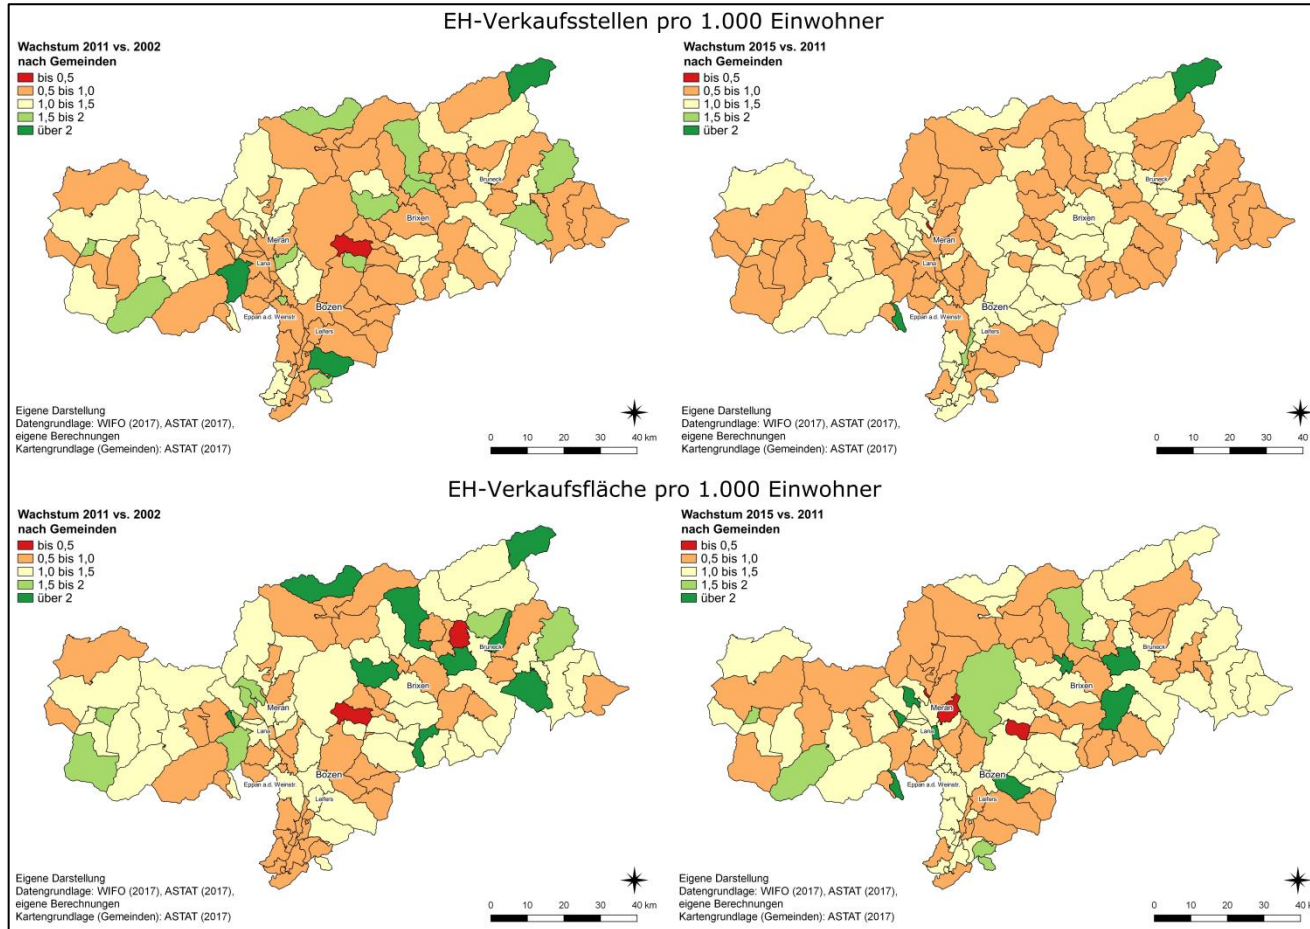 EH-Verkaufsstellen pro 1.000 Einwohner
Wachstum 2011 vs. 2002
nach Gemeinden
bis 0,5
0,5 bis 1,0
1,0 bis 1,5
1,5 bis 2
über 2
Bruneck
Brixen
Meran
Lana
Bozen
Eppan a.d. Weinstr.
Leifers
Eigene Darstellung
Datengrundlage: WIFO (2017), ASTAT (2017),
eigene Berechnungen
Kartengrundlage (Gemeinden): ASTAT (2017)
0 10 20 30 40 km
Wachstum 2015 vs. 2011
nach Gemeinden
bis 0,5
0,5 bis 1,0
1,0 bis 1,5
1,5 bis 2
über 2
Bruneck
Brixen
Meran
Lana
Bozen
Eppan a.d. Weinstr.
Leifers
Eigene Darstellung
Datengrundlage: WIFO (2017), ASTAT (2017),
eigene Berechnungen
Kartengrundlage (Gemeinden): ASTAT (2017)
0 10 20 30 40
EH-Verkaufsfläche pro 1.000 Einwohner
Wachstum 2011 vs. 2002
nach Gemeinden
bis 0,5
0,5 bis 1,0
1,0 bis 1,5
1,5 bis 2
über 2
Bruneck
Brixen
Meran
Lana
Bozen
Eppan a.d. Weinstr.
Leifers
Eigene Darstellung
Datengrundlage: WIFO (2017), ASTAT (2017),
eigene Berechnungen
Kartengrundlage (Gemeinden): ASTAT (2017)
0 10 20 30 40 km
Wachstum 2015 vs. 2011
nach Gemeinden
bis 0,5
0,5 bis 1,0
1,0 bis 1,5
1,5 bis 2
über 2
Bruneck
Brixen
Meran
Lana
Bozen
Eppan a.d. Weinstr.
Leifers
Eigene Darstellung
Datengrundlage: WIFO (2017), ASTAT (2017),
eigene Berechnungen
Kartengrundlage (Gemeinden): ASTAT (2017)
0 10 20 30 40 k